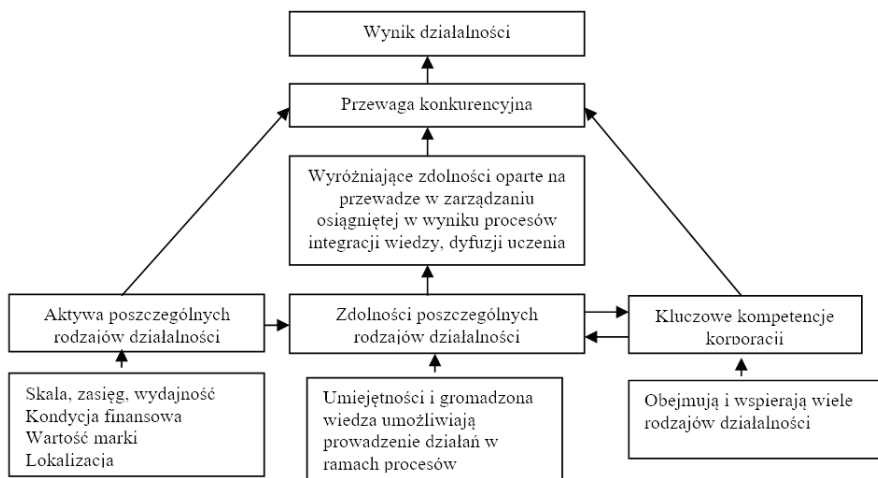 Wynik działalności
Przewaga konkurencyjna
Wyróżniające zdolności oparte na
przewadze w zarządzaniu
osiągniętej w wyniku procesów
integracji wiedzy, dyfuzji uczenia
Aktywa poszczególnych
rodzajów działalności
Zdolności poszczególnych
rodzajów działalności
Kluczowe kompetencje
korporacji
Skala, zasięg, wydajność
Kondycja finansowa
Wartość marki
Lokalizacja
Umiejętności i gromadzona
wiedza umożliwiają
prowadzenie działań w
ramach procesów
Obejmują i wspierają wiele
rodzajów działalności